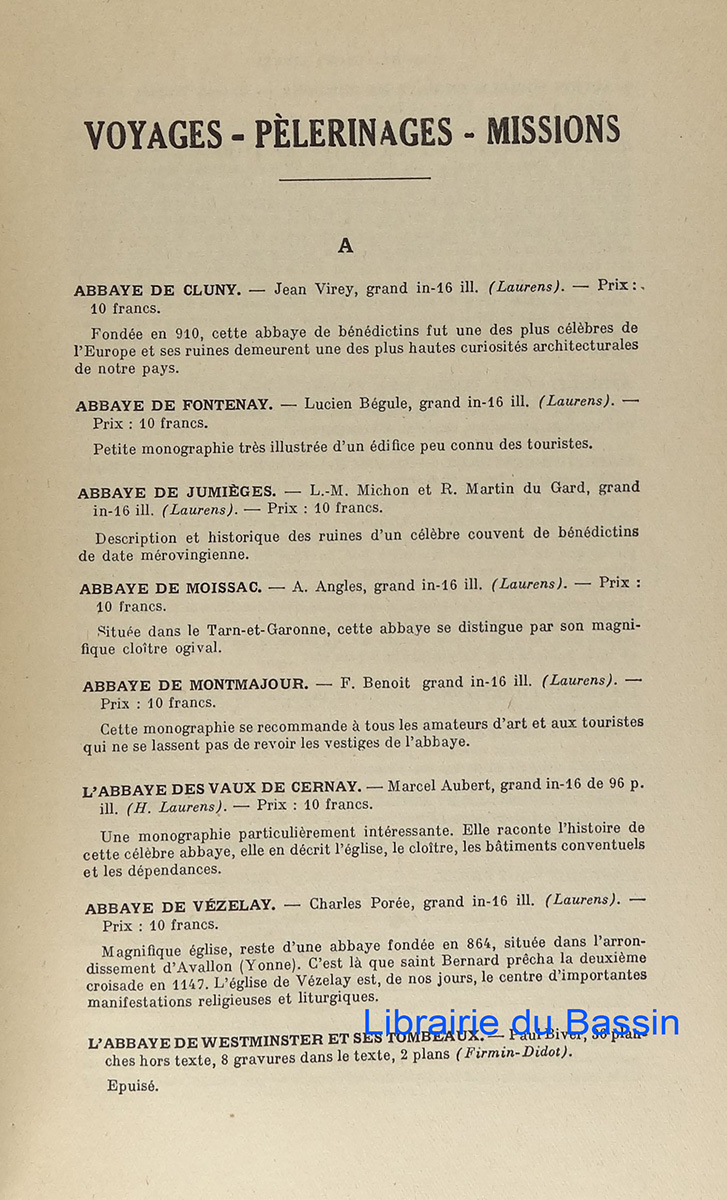 VOYAGES - PÈLERINAGES - MISSIONS
A
ABBAYE DE CLUNY. — Jean Virey, grand in-16 ill. (Laurens). — Prix :
10 francs.
Fondée en 910, cette abbaye de bénédictins fut une des plus célèbres de
l'Europe et ses ruines demeurent une des plus hautes curiosités architecturales
de notre pays.
ABBAYE DE FONTENAY. — Lucien Bégule, grand in-16 ill. (Laurens). —
Prix : 10 francs.
Petite monographie très illustrée d'un édifice peu connu des touristes.
ABBAYE DE JUMIÈGES. — L.-M. Michon et R. Martin du Gard, grand
in-16 ill. (Laurens). — Prix : 10 francs.
Description et historique des ruines d'un célèbre couvent de bénédictins
de date mérovingienne.
ABBAYE DE MOISSAC. — A. Angles, grand in-16 ill. (Laurens). — Prix :
10 francs.
Située dans le Tarn-et-Garonne, cette abbaye se distingue par son magni-
fique cloître ogival.
ABBAYE DE MONTMAJOUR. — F. Benoit grand in-16 ill. (Laurens). —
Prix : 10 francs.
Cette monographie se recommande à tous les amateurs d'art et aux touristes
qui ne se lassent pas de revoir les vestiges de l'abbaye.
L'ABBAYE DES VAUX DE CERNAY. — Marcel Aubert, grand in-16 de 96 p.
ill. (H. Laurens). — Prix : 10 francs.
Une monographie particulièrement intéressante. Elle raconte l'histoire de
cette célèbre abbaye, elle en décrit l'église, le cloître, les bâtiments conventuels
et les dépendances.
ABBAYE DE VÉZELAY. — Charles Porée, grand in-16 ill. (Laurens). —
Prix : 10 francs.
Magnifique église, reste d'une abbaye fondée en 864, située dans l'arron-
dissement d'Avallon (Yonne). C'est là que saint Bernard prêcha la deuxième
croisade en 1147. L'église de Vézelay est, de nos jours, le centre d'importantes
manifestations religieuses et liturgiques.
Librairie du Bassin
L'ABBAYE DE WESTMINSTER ET SES TOMBEAUX. — Paul Biver, plan-
ches hors texte, 8 gravures dans le texte, 2 plans (Firmin-Didot).
Epuisé.